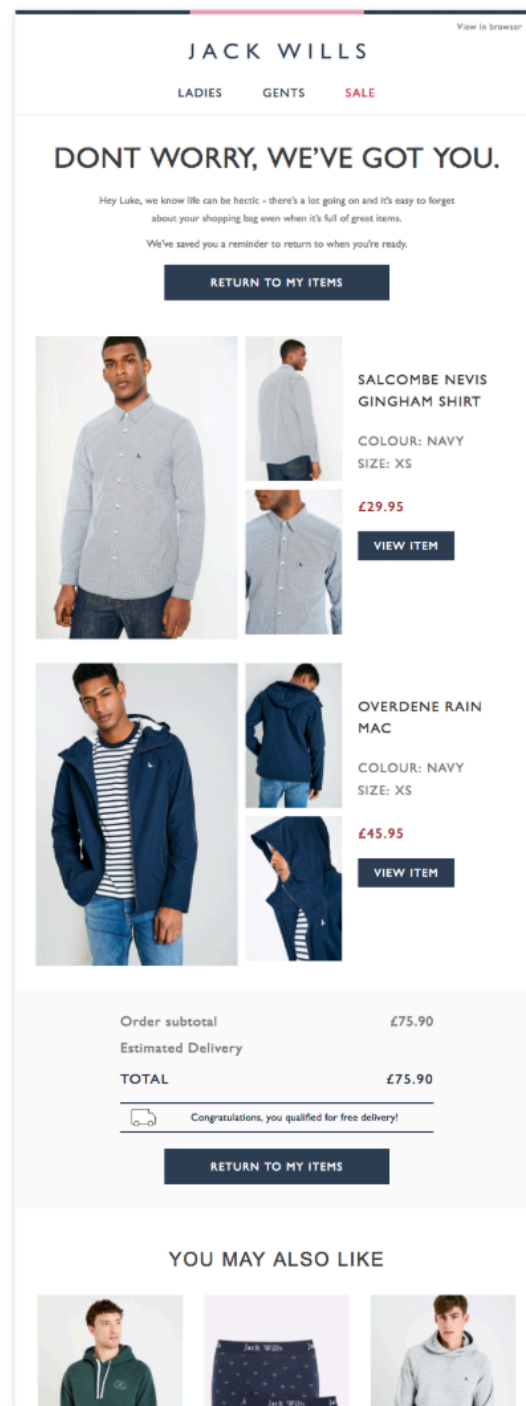 View in browser
JACK WILLS
LADIES GENTS SALE
DONT WORRY, WE'VE GOT YOU.
Hey Luke, we know life can be hectic - there's a lot going on and it's easy to forget
about your shopping bag even when it's full of great items.
We've saved you a reminder to return to when you're ready.
RETURN TO MY ITEMS
SALCOMBE NEVIS
GINGHAM SHIRT
COLOUR: NAVY
SIZE: XS
£29.95
VIEW ITEM
OVERDENE RAIN
MAC
COLOUR: NAVY
SIZE: XS
£45.95
VIEW ITEM
Order subtotal £75.90
Estimated Delivery
TOTAL £75.90
Congratulations, you qualified for free delivery!
RETURN TO MY ITEMS
YOU MAY ALSO LIKE
Jack Wills
Jack Wills